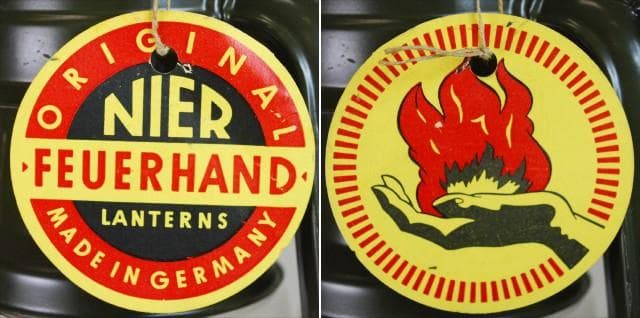 ORIGINAL
NIER
FEUERHAND
LANTERNS
MADE IN GERMANY